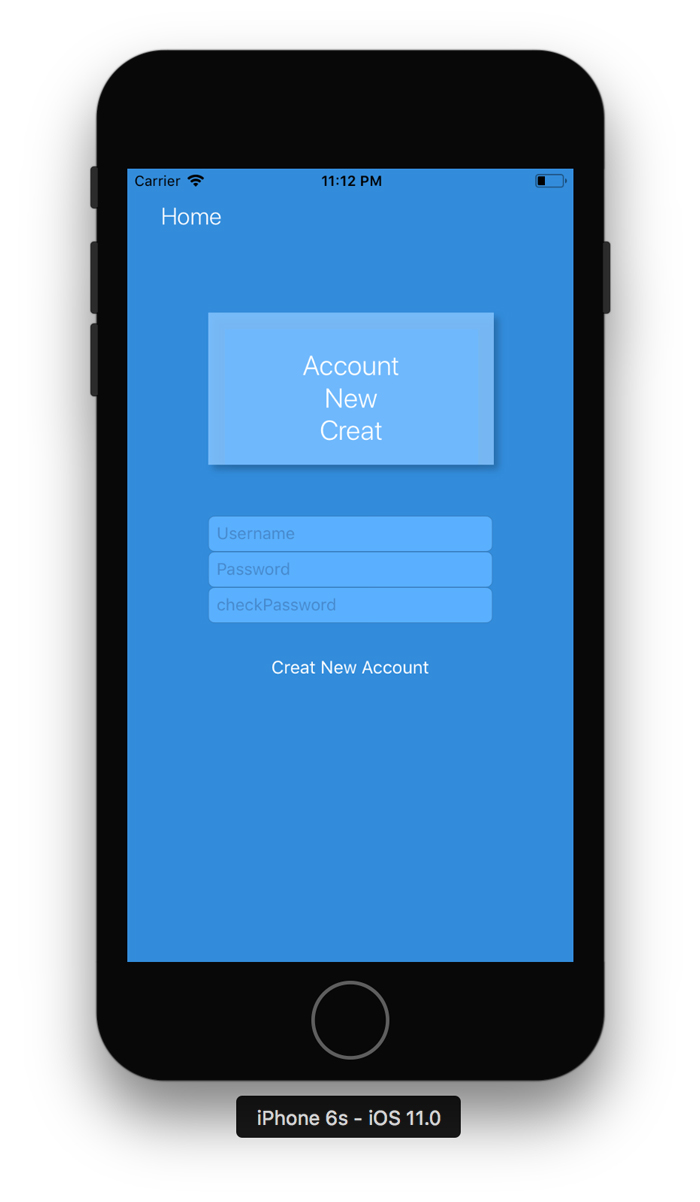 Carrier 11:12 PM
Home
Account
New
Creat
Username
Password
checkPassword
Creat New Account
iPhone 6s - iOS 11.0